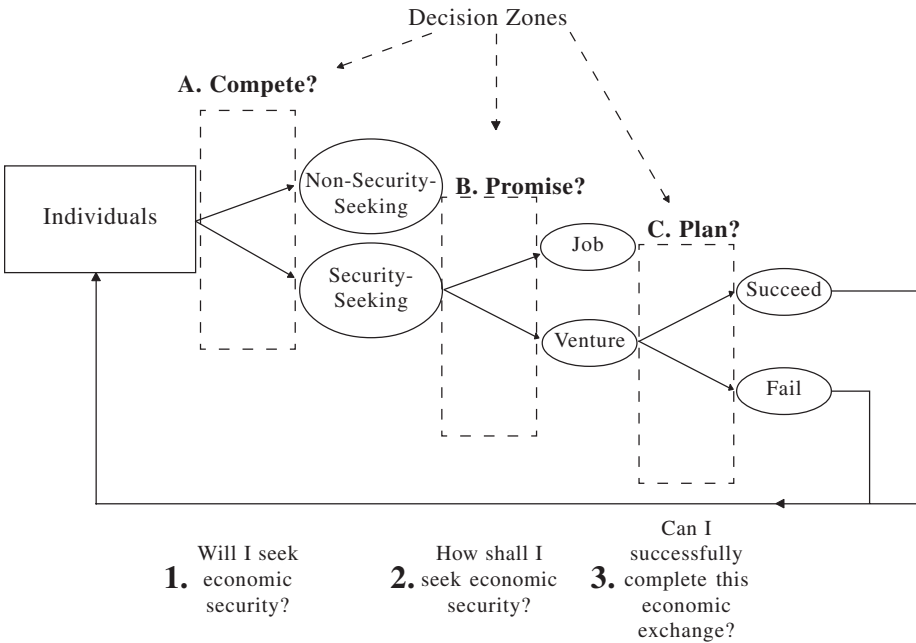 Decision Zones
A. Compete?
Non-Security-
Seeking
B. Promise?
Individuals
C. Plan?
Job
Security-
Seeking
Succeed
Venture
Fail
1. Will I seek
economic
security?
2. How shall I
seek economic
security?
3. Can I
successfully
complete this
economic
exchange?